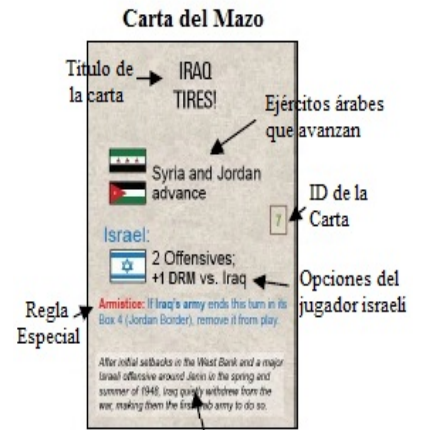 Carta del Mazo
Título de
la carta
IRAQ
TIRES!
Ejércitos árabes
que avanzan
Syria and Jordan
advance
ID de la
Carta
7
Israel:
2 Offensives;
+1 DRM vs. Iraq
Opciones del
jugador israelí
Regla
Especial
Armistice: If Iraq's army ends this turn in its
Box 4 (Jordan Border), remove it from play.
After initial setbacks in the West Bank and a major
Israeli offensive around Jenin in the spring and
summer of 1948, Iraq quietly withdrew from the
war, making them the first Arab army to do so.